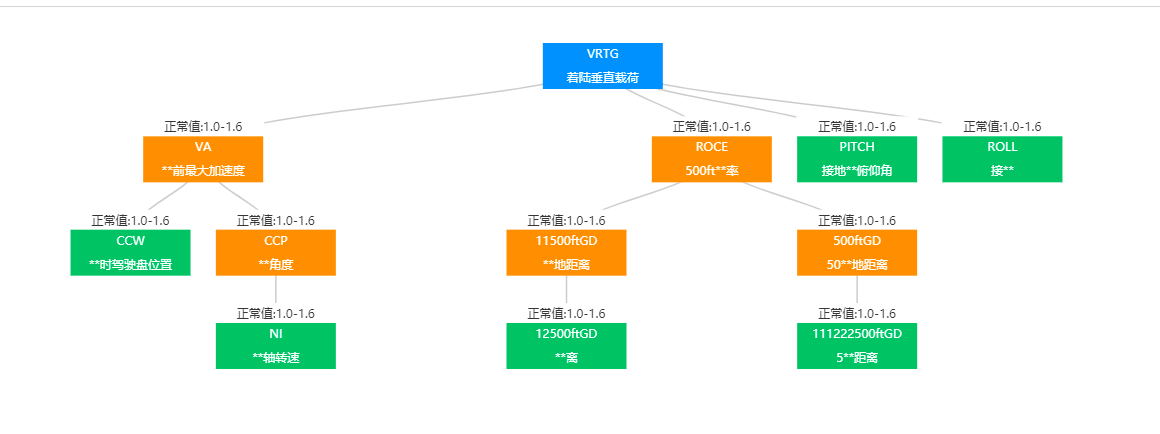 VRTG
着陆垂直载荷
正常值:1.0-1.6
VA
**前最大加速度
正常值:1.0-1.6
ROCE
500ft**率
正常值:1.0-1.6
PITCH
接地**俯仰角
正常值:1.0-1.6
ROLL
接**
正常值:1.0-1.6
CCW
**时驾驶盘位置
正常值:1.0-1.6
CCP
**角度
正常值:1.0-1.6
11500ftGD
**地距离
正常值:1.0-1.6
500ftGD
50**地距离
正常值:1.0-1.6
NI
**轴转速
正常值:1.0-1.6
12500ftGD
**离
正常值:1.0-1.6
111222500ftGD
5**距离